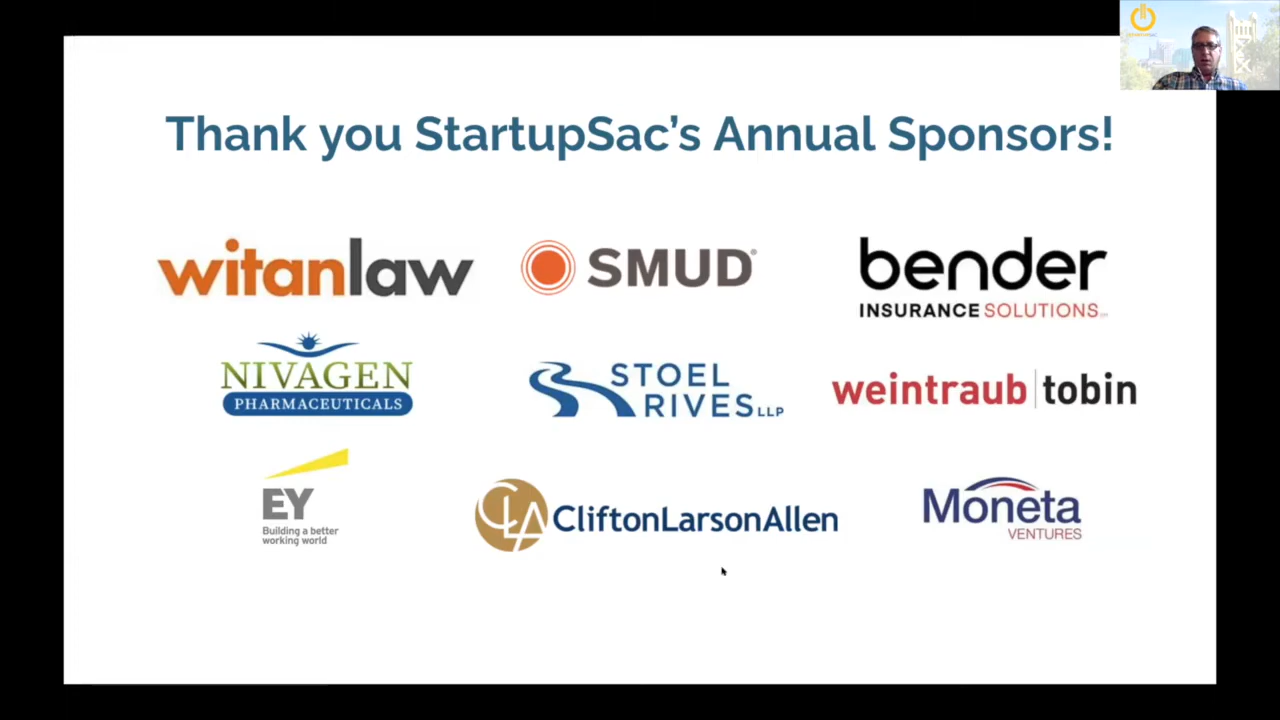 Thank you StartupSac’s Annual Sponsors!
witanlaw
SMUD®
bender
INSURANCE SOLUTIONS
NIVAGEN
PHARMACEUTICALS
STOEL
RIVES LLP
weintraub tobin
EY
Building a better
working world
CLA CliftonLarsonAllen
Moneta
VENTURES